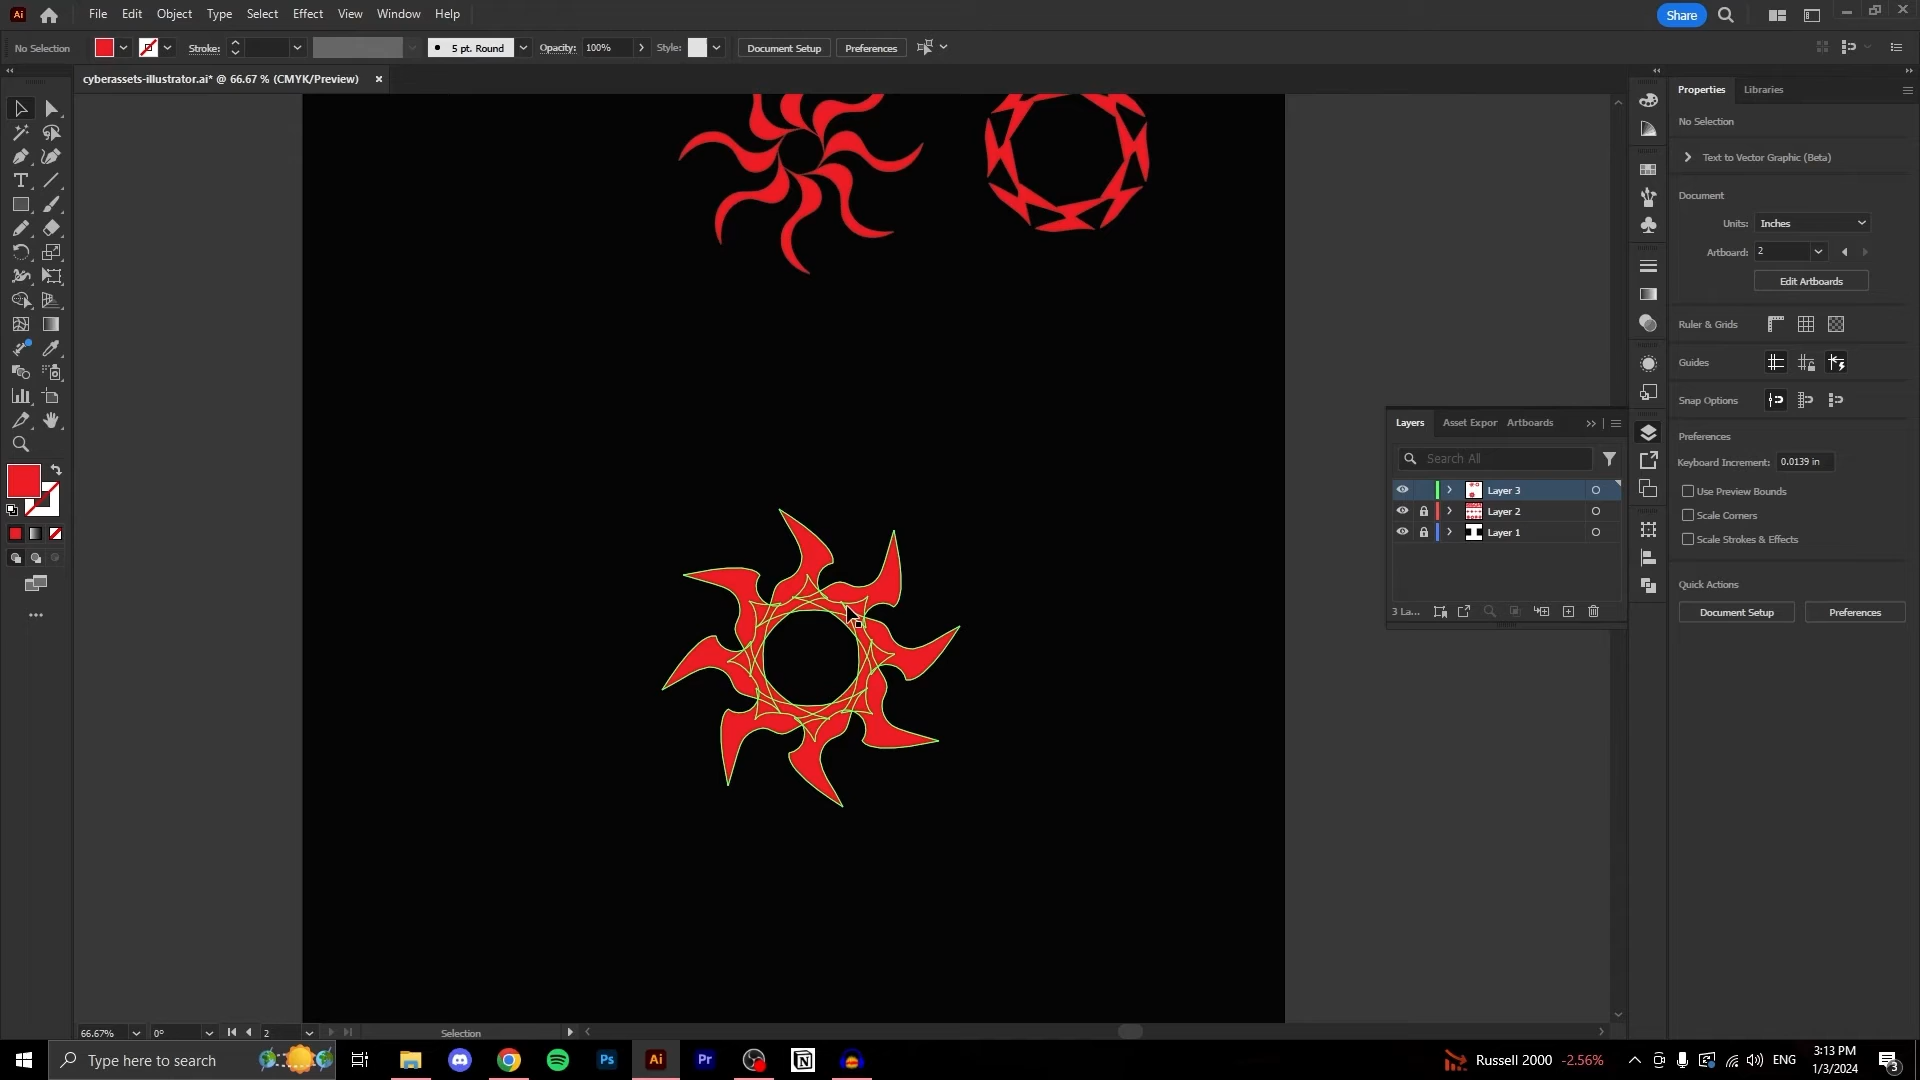 Ai File Edit Object Type Select Effect View Window Help Share
No Selection Stroke: 5 pt. Round Opacity: 100% Style: Document Setup Preferences
cyberassets-illustrator.ai* @ 66.67 % (CMYK/Preview) ×
Properties Libraries
No Selection
Text to Vector Graphic (Beta)
Document
Units: Inches
Artboard: 2
Edit Artboards
Ruler & Grids
Guides
Snap Options
Layers Asset Expor Artboards
Preferences
Search All
Keyboard Increment: 0.0139 in
Layer 3
Use Preview Bounds
Layer 2
Scale Corners
Layer 1
Scale Strokes & Effects
Quick Actions
3 La...
Document Setup Preferences
66.67% 0° 2 Selection
Type here to search Ps Ai Pr Russell 2000 -2.56% ENG 3:13 PM
1/3/2024 3